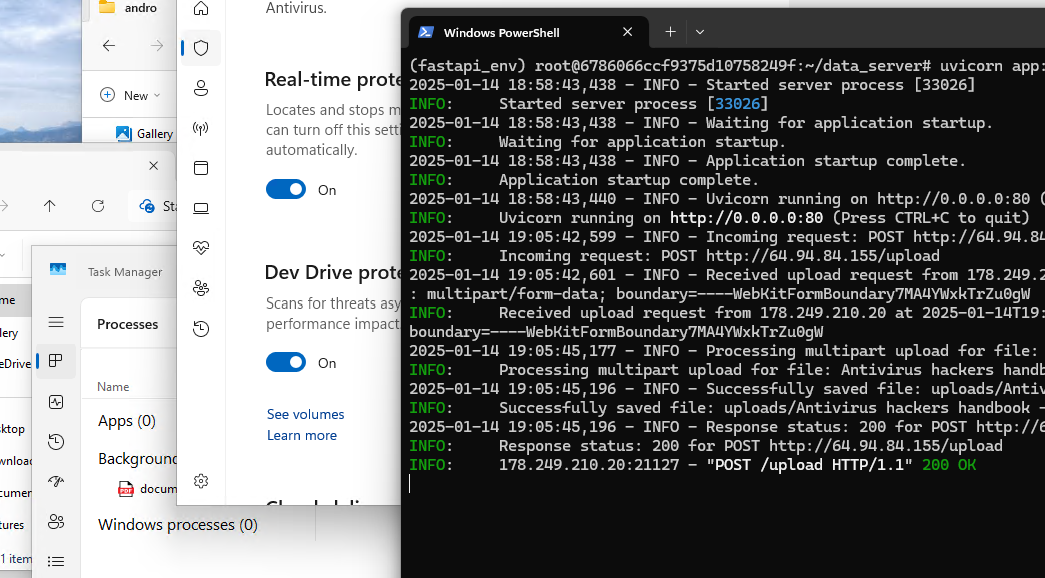 andro
New
Gallery
Sta
me
lery
eDrive
sktop
wnload
cumen
tures
1 item
Task Manager
Processes
Name
Apps (0)
Background
docum
Windows processes (0)
Antivirus.
Real-time prote
Locates and stops m
can turn off this setti
automatically.
On
Dev Drive prote
Scans for threats asy
performance impact
On
See volumes
Learn more
Windows PowerShell
(fastapi_env) root@6786066ccf9375d10758249f:~/data_server# uvicorn app:
2025-01-14 18:58:43,438 - INFO - Started server process [33026]
INFO: Started server process [33026]
2025-01-14 18:58:43,438 - INFO - Waiting for application startup.
INFO: Waiting for application startup.
2025-01-14 18:58:43,438 - INFO - Application startup complete.
INFO: Application startup complete.
2025-01-14 18:58:43,440 - INFO - Uvicorn running on http://0.0.0.0:80 (
INFO: Uvicorn running on http://0.0.0.0:80 (Press CTRL+C to quit)
2025-01-14 19:05:42,599 - INFO - Incoming request: POST http://64.94.84
INFO: Incoming request: POST http://64.94.84.155/upload
2025-01-14 19:05:42,601 - INFO - Received upload request from 178.249.2
: multipart/form-data; boundary=----WebKitFormBoundary7MA4YWxkTrZu0gW
INFO: Received upload request from 178.249.210.20 at 2025-01-14T19:
boundary=----WebKitFormBoundary7MA4YWxkTrZu0gW
2025-01-14 19:05:45,177 - INFO - Processing multipart upload for file:
INFO: Processing multipart upload for file: Antivirus hackers handb
2025-01-14 19:05:45,196 - INFO - Successfully saved file: uploads/Antiv
INFO: Successfully saved file: uploads/Antivirus hackers handbook -
2025-01-14 19:05:45,196 - INFO - Response status: 200 for POST http://6
INFO: Response status: 200 for POST http://64.94.84.155/upload
INFO: 178.249.210.20:21127 - "POST /upload HTTP/1.1" 200 OK